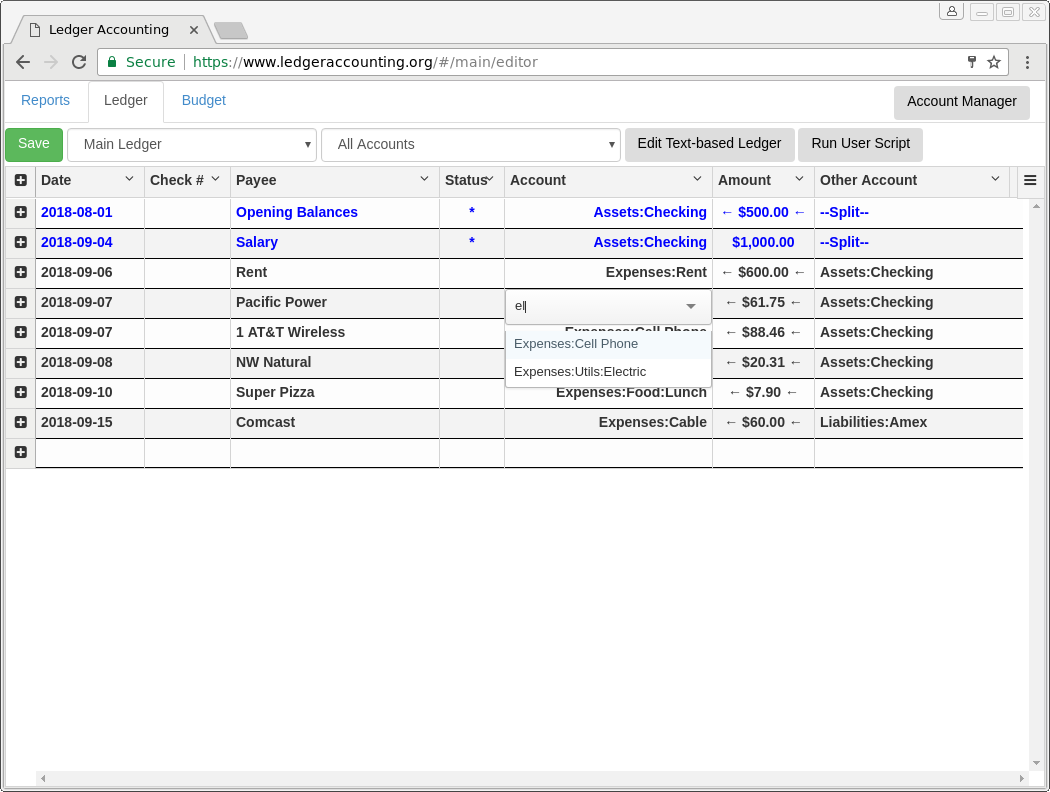 Ledger Accounting
Secure https://www.ledgeraccounting.org/#/main/editor
Reports Ledger Budget Account Manager
Save Main Ledger All Accounts Edit Text-based Ledger Run User Script
Date Check # Payee Status Account Amount Other Account
2018-08-01 Opening Balances * Assets:Checking ← $500.00 ← --Split--
2018-09-04 Salary * Assets:Checking $1,000.00 --Split--
2018-09-06 Rent Expenses:Rent ← $600.00 ← Assets:Checking
2018-09-07 Pacific Power el ← $61.75 ← Assets:Checking
2018-09-07 1 AT&T Wireless Expenses:Cell Phone ← $88.46 ← Assets:Checking
Expenses:Cell Phone
2018-09-08 NW Natural ← $20.31 ← Assets:Checking
Expenses:Utils:Electric
2018-09-10 Super Pizza Expenses:Food:Lunch ← $7.90 ← Assets:Checking
2018-09-15 Comcast Expenses:Cable ← $60.00 ← Liabilities:Amex